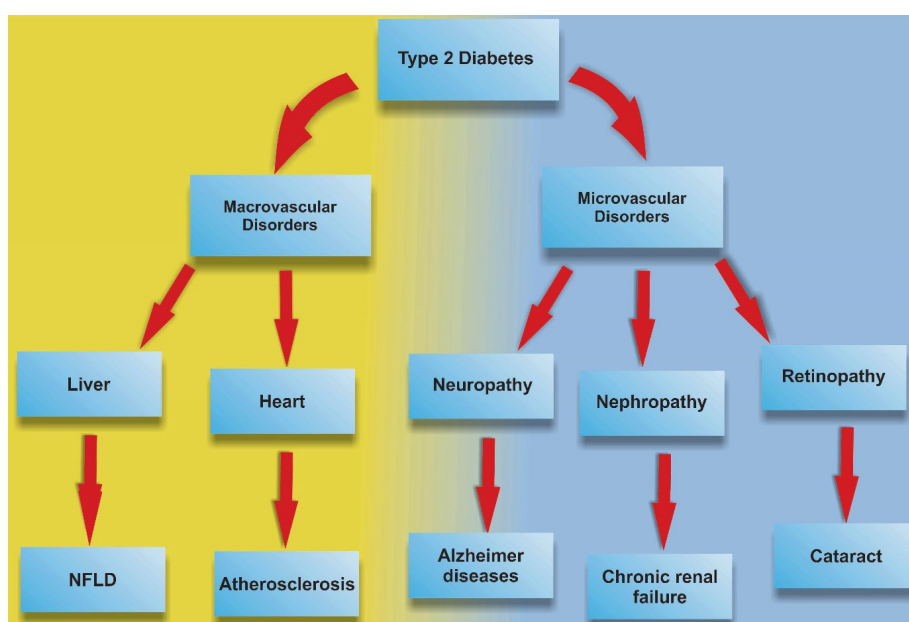 Type 2 Diabetes
Macrovascular
Disorders
Microvascular
Disorders
Liver
Heart
Neuropathy
Nephropathy
Retinopathy
NFLD
Atherosclerosis
Alzheimer
diseases
Chronic renal
failure
Cataract